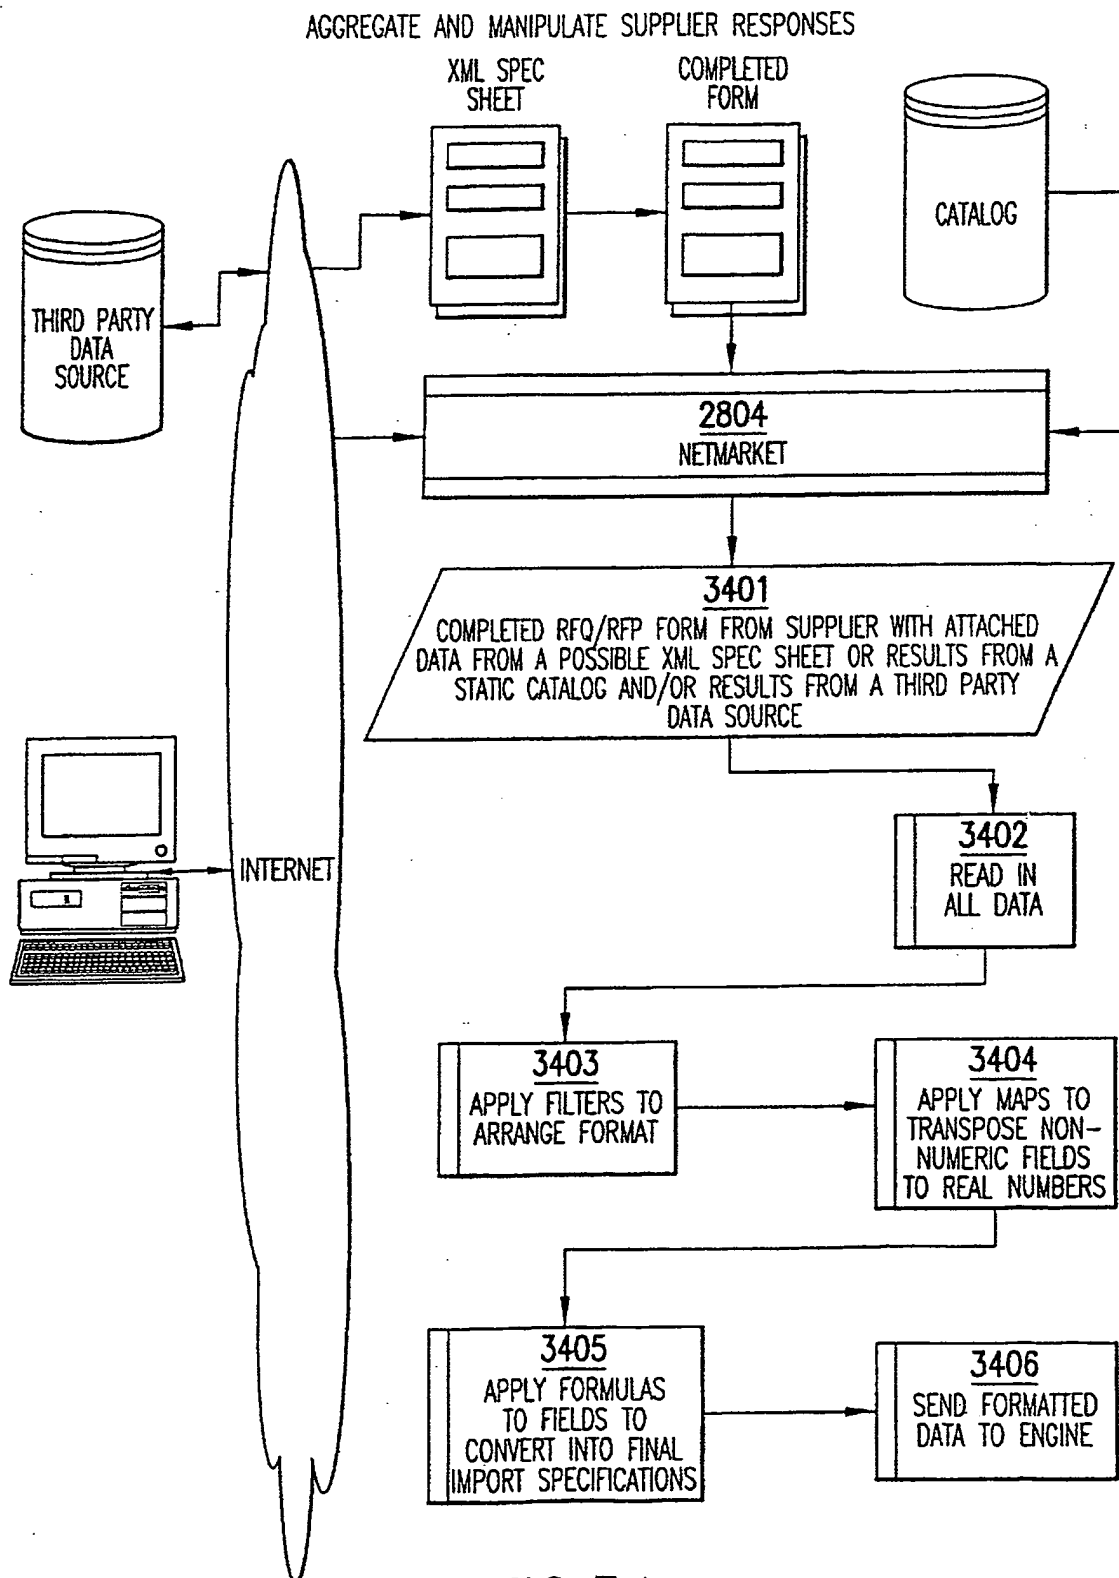 AGGREGATE AND MANIPULATE SUPPLIER RESPONSES
XML SPEC
SHEET
COMPLETED
FORM
CATALOG
THIRD PARTY
DATA
SOURCE
2804
NETMARKET
3401
COMPLETED RFQ/RFP FORM FROM SUPPLIER WITH ATTACHED
DATA FROM A POSSIBLE XML SPEC SHEET OR RESULTS FROM A
STATIC CATALOG AND/OR RESULTS FROM A THIRD PARTY
DATA SOURCE
INTERNET
3402
READ IN
ALL DATA
3403
APPLY FILTERS TO
ARRANGE FORMAT
3404
APPLY MAPS TO
TRANSPOSE NON-
NUMERIC FIELDS
TO REAL NUMBERS
3405
APPLY FORMULAS
TO FIELDS TO
CONVERT INTO FINAL
IMPORT SPECIFICATIONS
3406
SEND FORMATTED
DATA TO ENGINE